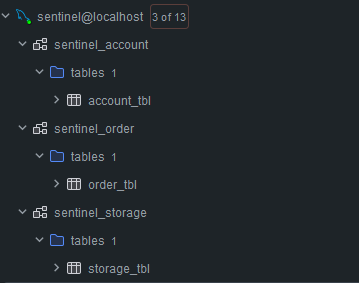 sentinel@localhost 3 of 13
sentinel_account
tables 1
account_tbl
sentinel_order
tables 1
order_tbl
sentinel_storage
tables 1
storage_tbl